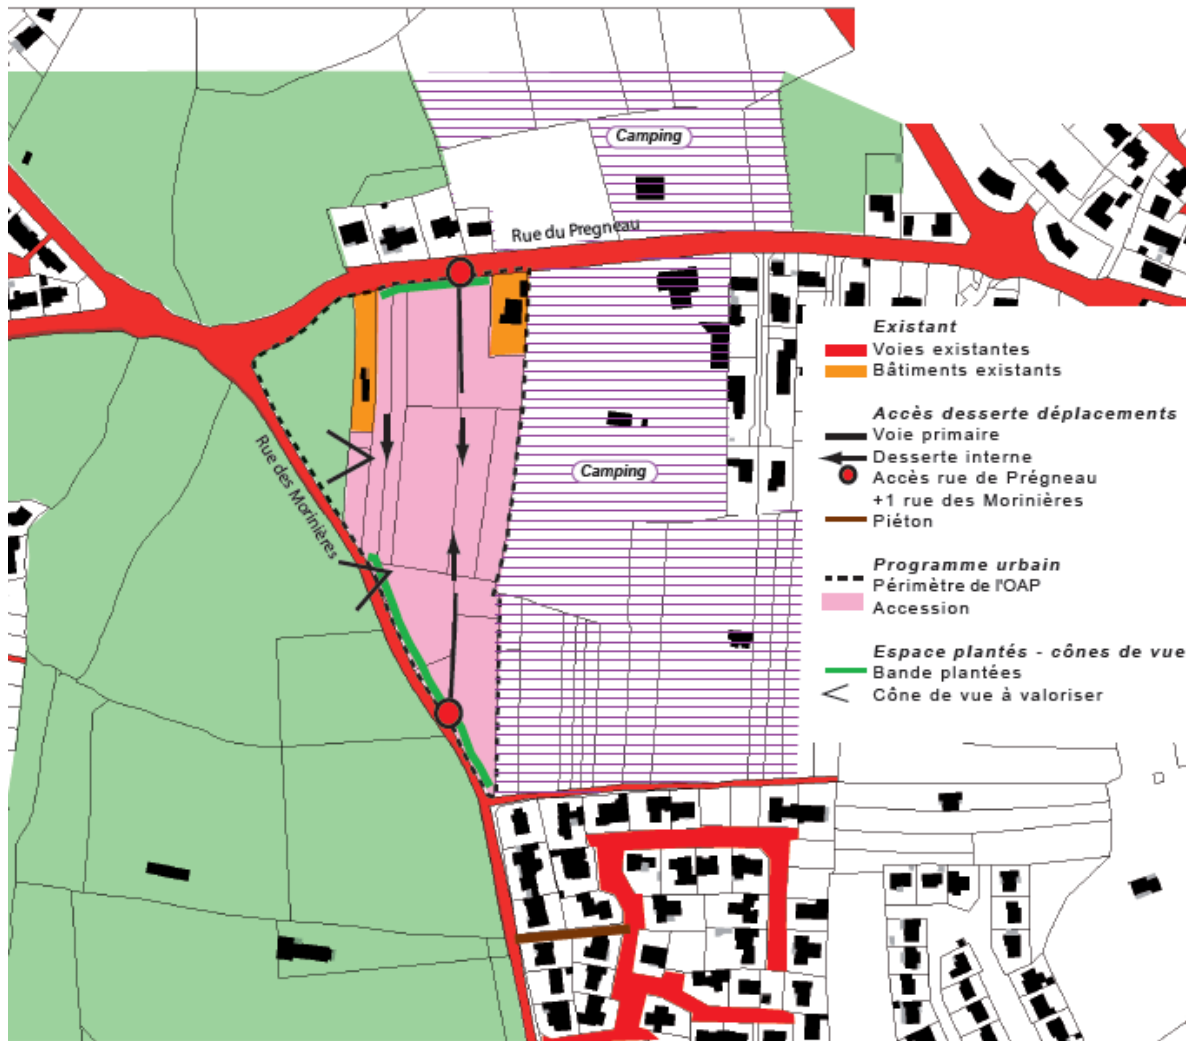 Camping
Rue du Pregneau
Rue des Morinières
Camping
Existant
Voies existantes
Bâtiments existants
Accès desserte déplacements
Voie primaire
Desserte interne
Accès rue de Prégneau
+1 rue des Morinières
Piéton
Programme urbain
Périmètre de l'OAP
Accession
Espace plantés - cônes de vue
Bande plantées
Cône de vue à valoriser